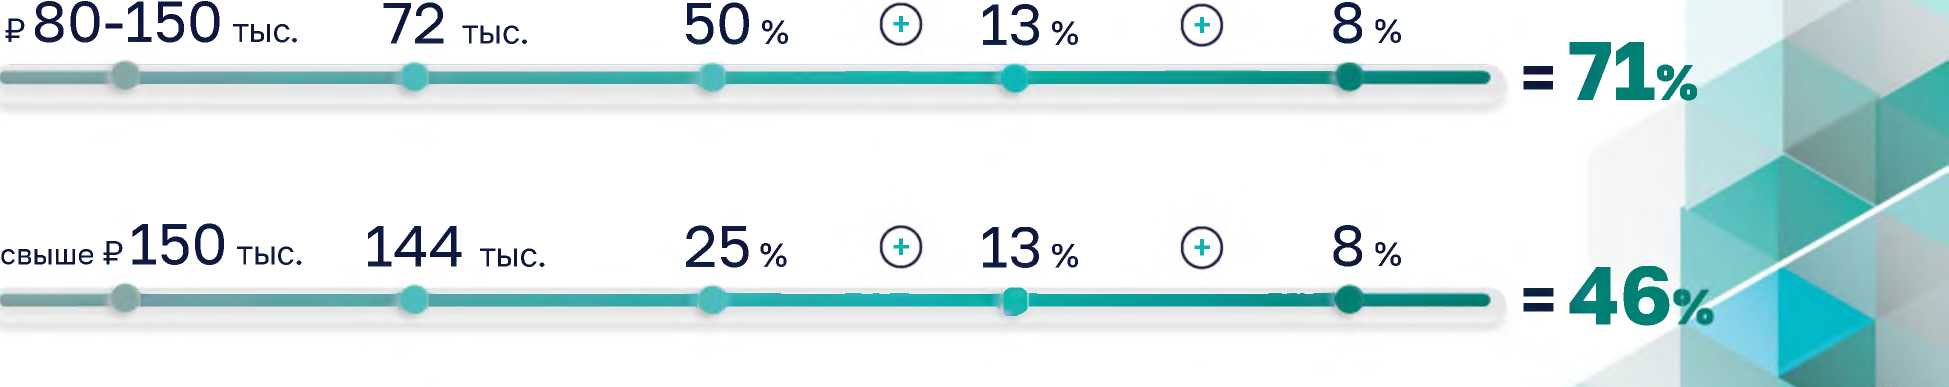 ₽ 80-150 тыс. 72 тыс. 50 % + 13 % + 8 % = 71%
свыше ₽ 150 тыс. 144 тыс. 25 % + 13 % + 8 % = 46%